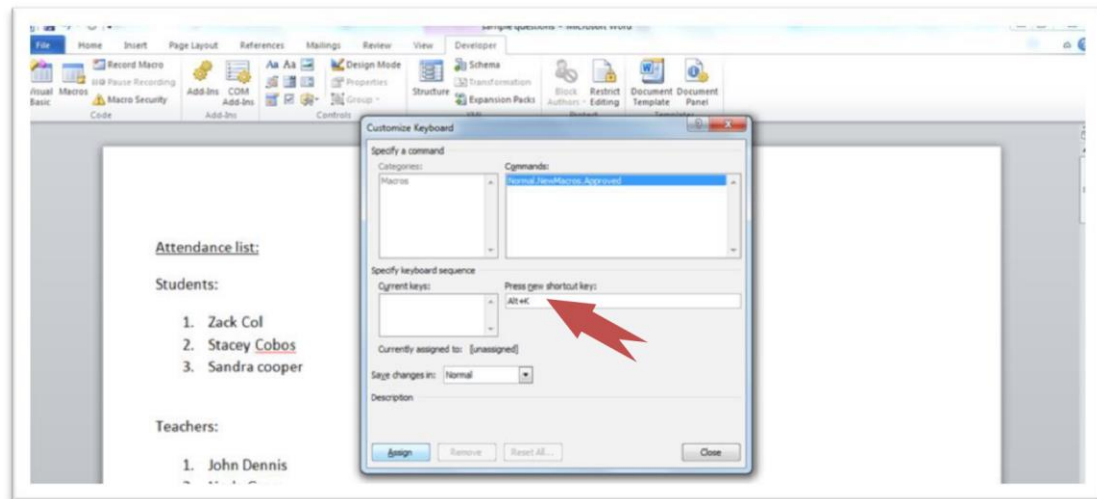 sample questions - Microsoft Word
File Home Insert Page Layout References Mailings Review View Developer
Visual Basic
Macros
Record Macro
Pause Recording
Macro Security
Code
Add-Ins
COM Add-Ins
Add-Ins
Aa Aa
Design Mode
Properties
Group
Controls
Structure
Schema
Transformation
Expansion Packs
XML
Block Authors
Restrict Editing
Protect
Document Template
Document Panel
Customize Keyboard
Specify a command
Categories:
Commands:
Macros
Normal.NewMacros.Approved
Specify keyboard sequence
Current keys:
Press new shortcut key:
Alt+K
Currently assigned to: [unassigned]
Save changes in: Normal
Description
Assign Remove Reset All... Close
Attendance list:
Students:
1. Zack Col
2. Stacey Cobos
3. Sandra cooper
Teachers:
1. John Dennis